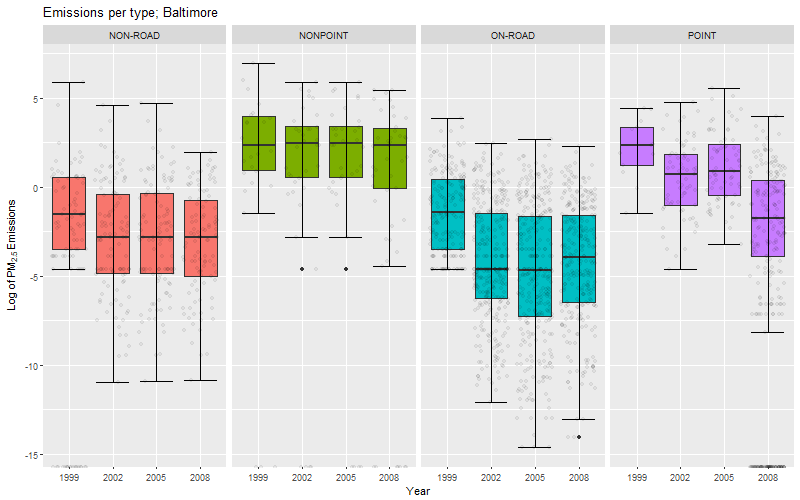 Emissions per type; Baltimore
NON-ROAD NONPOINT ON-ROAD POINT
5
0
-5
-10
-15
Log of PM2.5 Emissions
1999 2002 2005 2008 1999 2002 2005 2008 1999 2002 2005 2008 1999 2002 2005 2008
Year